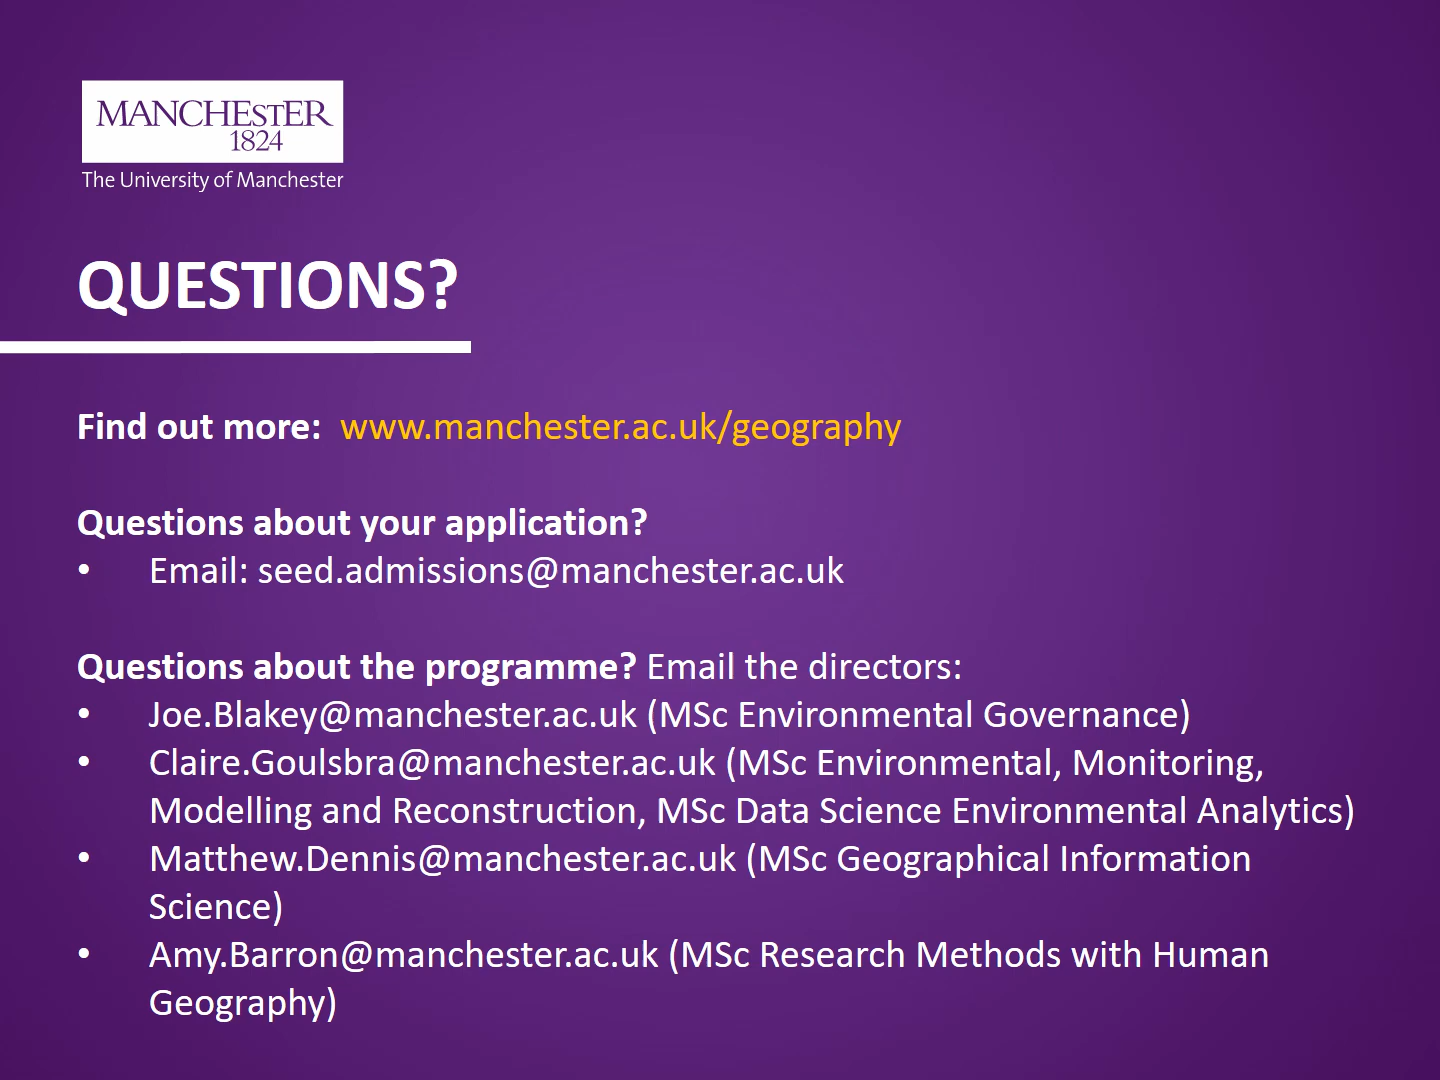 MANCHESTER
1824
The University of Manchester
QUESTIONS?
Find out more: www.manchester.ac.uk/geography
Questions about your application?
• Email: seed.admissions@manchester.ac.uk
Questions about the programme? Email the directors:
• Joe.Blakey@manchester.ac.uk (MSc Environmental Governance)
• Claire.Goulsbra@manchester.ac.uk (MSc Environmental, Monitoring,
Modelling and Reconstruction, MSc Data Science Environmental Analytics)
• Matthew.Dennis@manchester.ac.uk (MSc Geographical Information
Science)
• Amy.Barron@manchester.ac.uk (MSc Research Methods with Human
Geography)